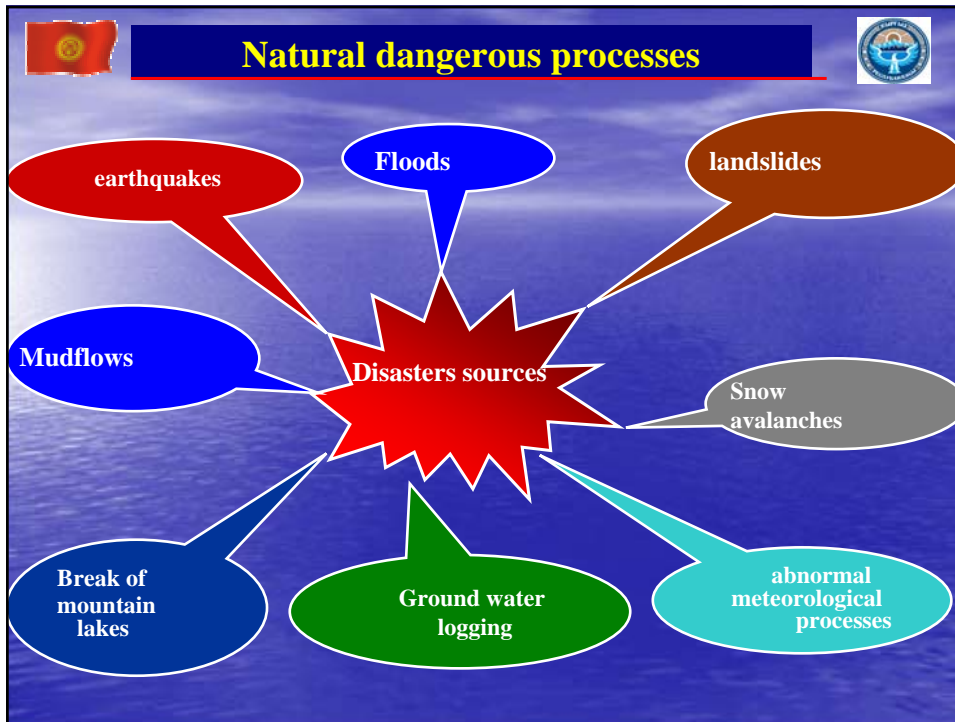 Natural dangerous processes
earthquakes
Floods
landslides
Mudflows
Disasters sources
Snow
avalanches
Break of
mountain
lakes
Ground water
logging
abnormal
meteorological
processes